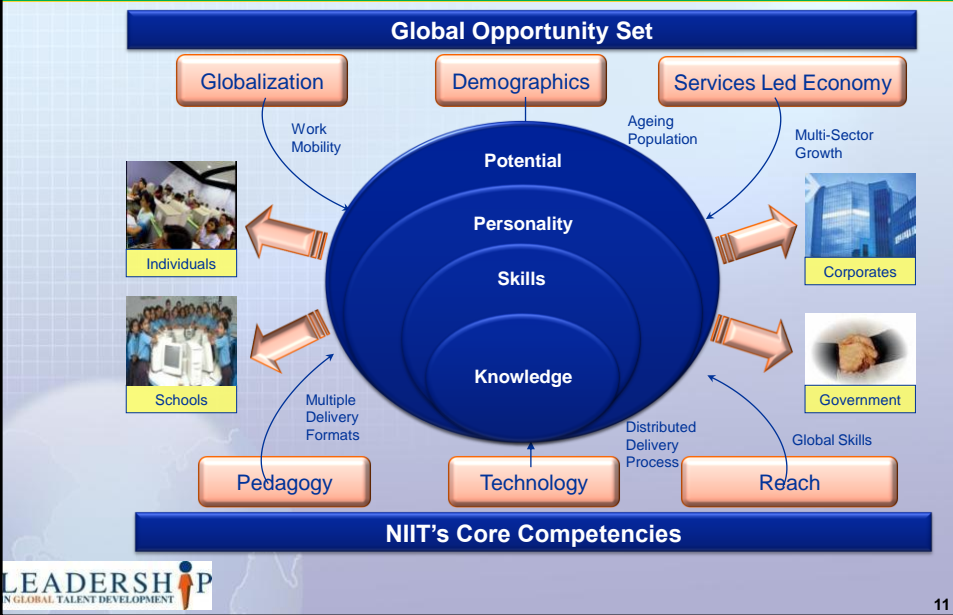 Global Opportunity Set
Globalization
Demographics
Services Led Economy
Work
Mobility
Ageing
Population
Multi-Sector
Growth
Potential
Personality
Skills
Knowledge
Individuals
Corporates
Schools
Government
Multiple
Delivery
Formats
Distributed
Delivery
Process
Global Skills
Pedagogy
Technology
Reach
NIIT's Core Competencies
LEADERSHIP
N GLOBAL TALENT DEVELOPMENT
11